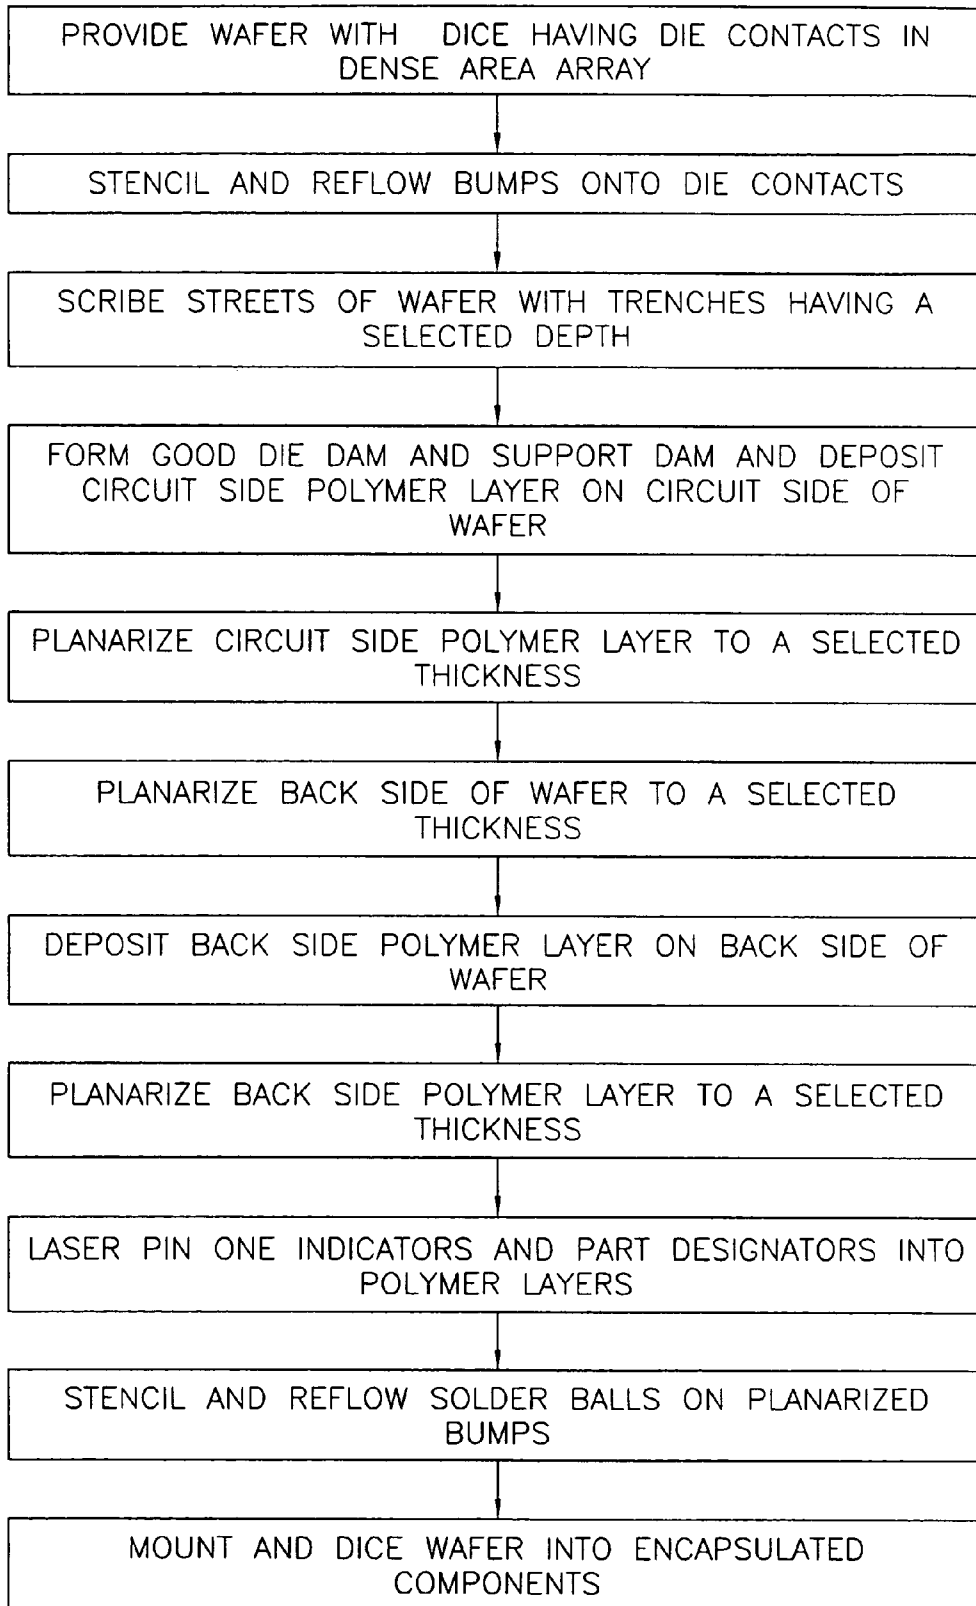 PROVIDE WAFER WITH DICE HAVING DIE CONTACTS IN
DENSE AREA ARRAY
STENCIL AND REFLOW BUMPS ONTO DIE CONTACTS
SCRIBE STREETS OF WAFER WITH TRENCHES HAVING A
SELECTED DEPTH
FORM GOOD DIE DAM AND SUPPORT DAM AND DEPOSIT
CIRCUIT SIDE POLYMER LAYER ON CIRCUIT SIDE OF
WAFER
PLANARIZE CIRCUIT SIDE POLYMER LAYER TO A SELECTED
THICKNESS
PLANARIZE BACK SIDE OF WAFER TO A SELECTED
THICKNESS
DEPOSIT BACK SIDE POLYMER LAYER ON BACK SIDE OF
WAFER
PLANARIZE BACK SIDE POLYMER LAYER TO A SELECTED
THICKNESS
LASER PIN ONE INDICATORS AND PART DESIGNATORS INTO
POLYMER LAYERS
STENCIL AND REFLOW SOLDER BALLS ON PLANARIZED
BUMPS
MOUNT AND DICE WAFER INTO ENCAPSULATED
COMPONENTS